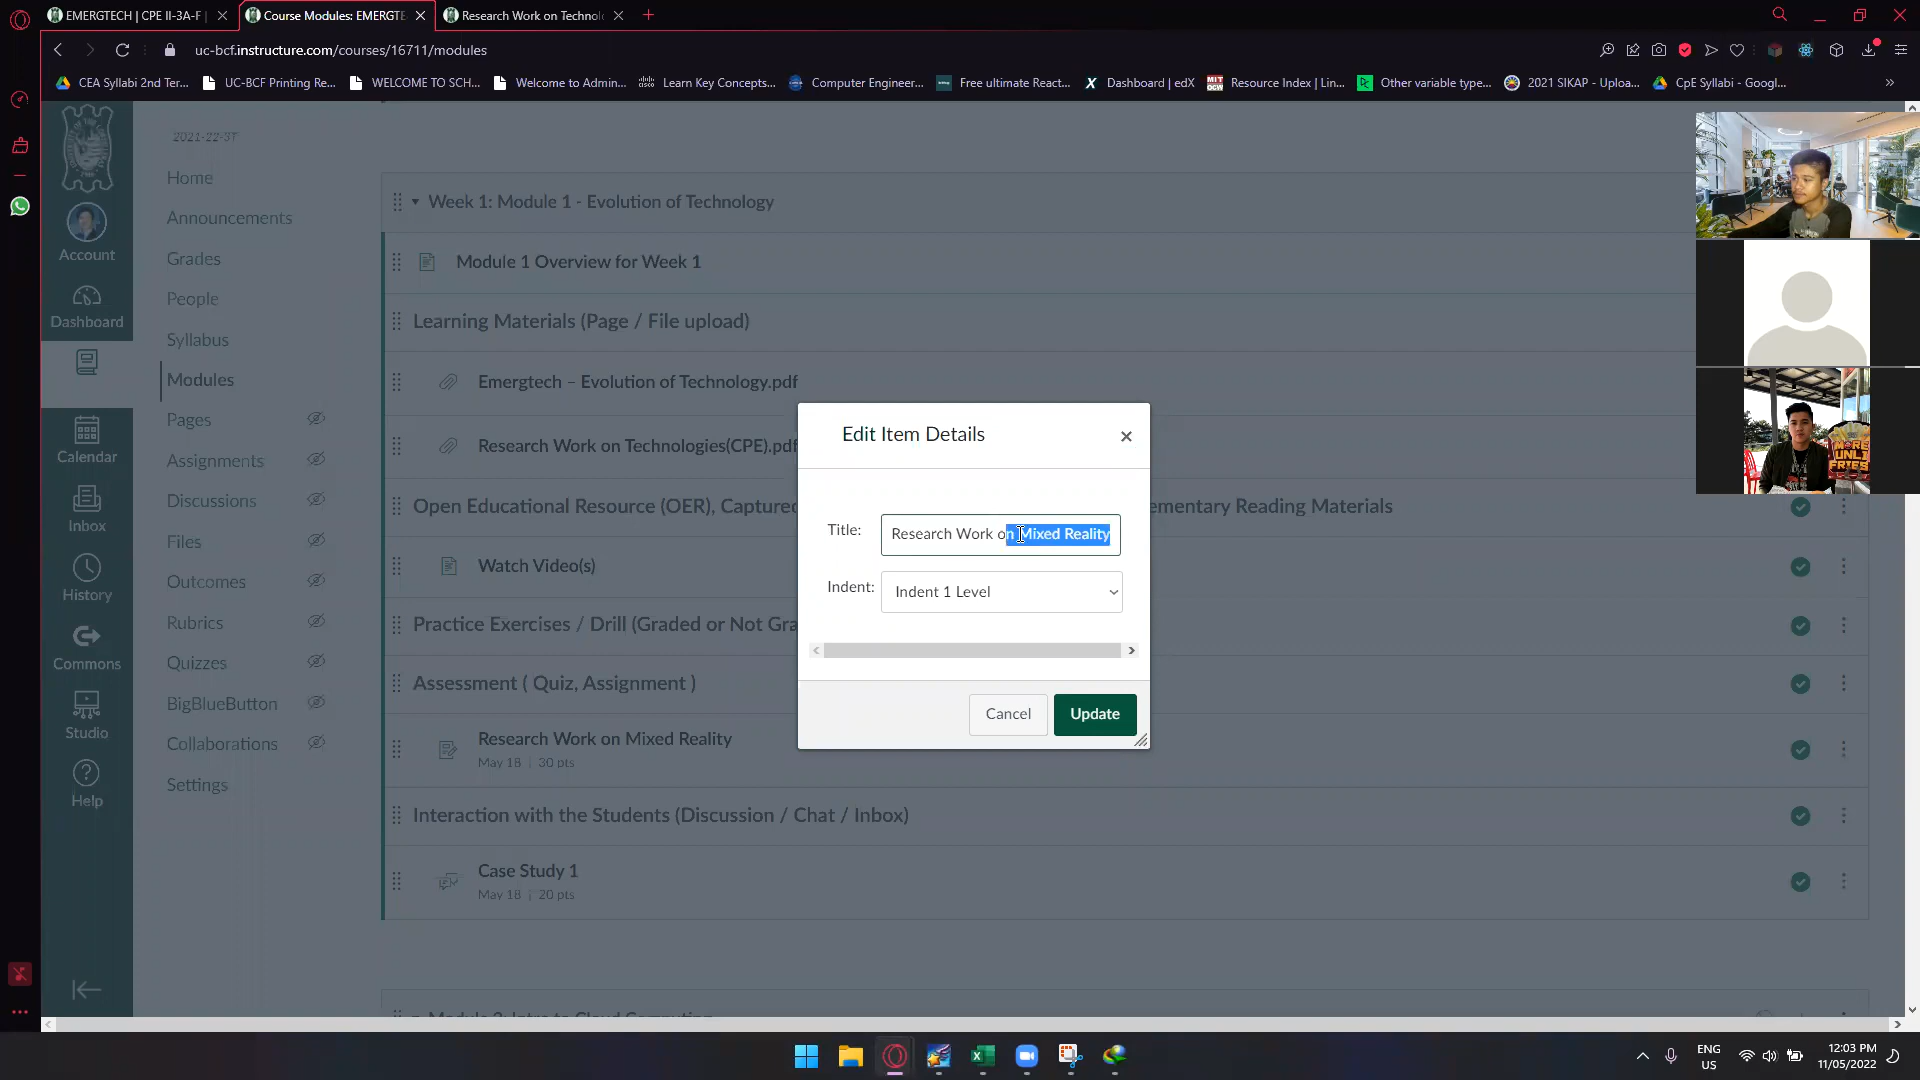 EMERGTECH | CPE II-3A-F |
Course Modules: EMERGTE
Research Work on Technol
uc-bcf.instructure.com/courses/16711/modules
CEA Syllabi 2nd Ter...
UC-BCF Printing Re...
WELCOME TO SCH...
Welcome to Admin...
Learn Key Concepts...
Computer Engineer...
Free ultimate React...
Dashboard | edX
Resource Index | Lin...
Other variable type...
2021 SIKAP - Uploa...
CpE Syllabi - Googl...
2021-22-3T
Home
Announcements
Grades
People
Syllabus
Modules
Pages
Assignments
Discussions
Files
Outcomes
Rubrics
Quizzes
BigBlueButton
Collaborations
Settings
Account
Dashboard
Calendar
Inbox
History
Commons
Studio
Help
Week 1: Module 1 - Evolution of Technology
Module 1 Overview for Week 1
Learning Materials (Page / File upload)
Emergtech – Evolution of Technology.pdf
Research Work on Technologies(CPE).pdf
Open Educational Resource (OER), Capture
ementary Reading Materials
Watch Video(s)
Practice Exercises / Drill (Graded or Not Gra
Assessment ( Quiz, Assignment )
Research Work on Mixed Reality
May 18 | 30 pts
Interaction with the Students (Discussion / Chat / Inbox)
Case Study 1
May 18 | 20 pts
Edit Item Details
Title:
Research Work on Mixed Reality
Indent:
Indent 1 Level
Cancel
Update
MORE
UNLI
FRIES
ENG
US
12:03 PM
11/05/2022